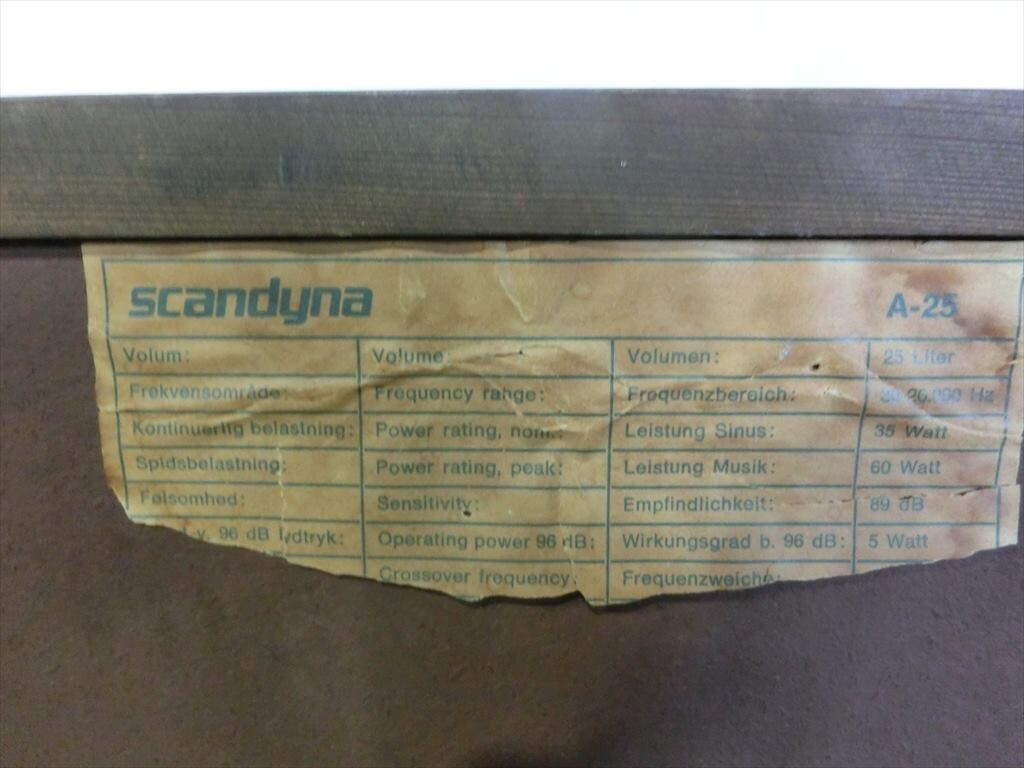 scandyna A-25
Volum: Volume: Volumen: 25 Liter
Frekvensområde: Frequency range: Frequenzbereich: 20.000 Hz
Kontinuerlig belastning: Power rating, nom.: Leistung Sinus: 35 Watt
Spidsbelastning: Power rating, peak: Leistung Musik: 60 Watt
Følsomhed: Sensitivity: Empfindlichkeit: 89 dB
v. 96 dB lydtryk: Operating power 96 dB: Wirkungsgrad b. 96 dB: 5 Watt
Crossover frequency: Frequenzweiche: